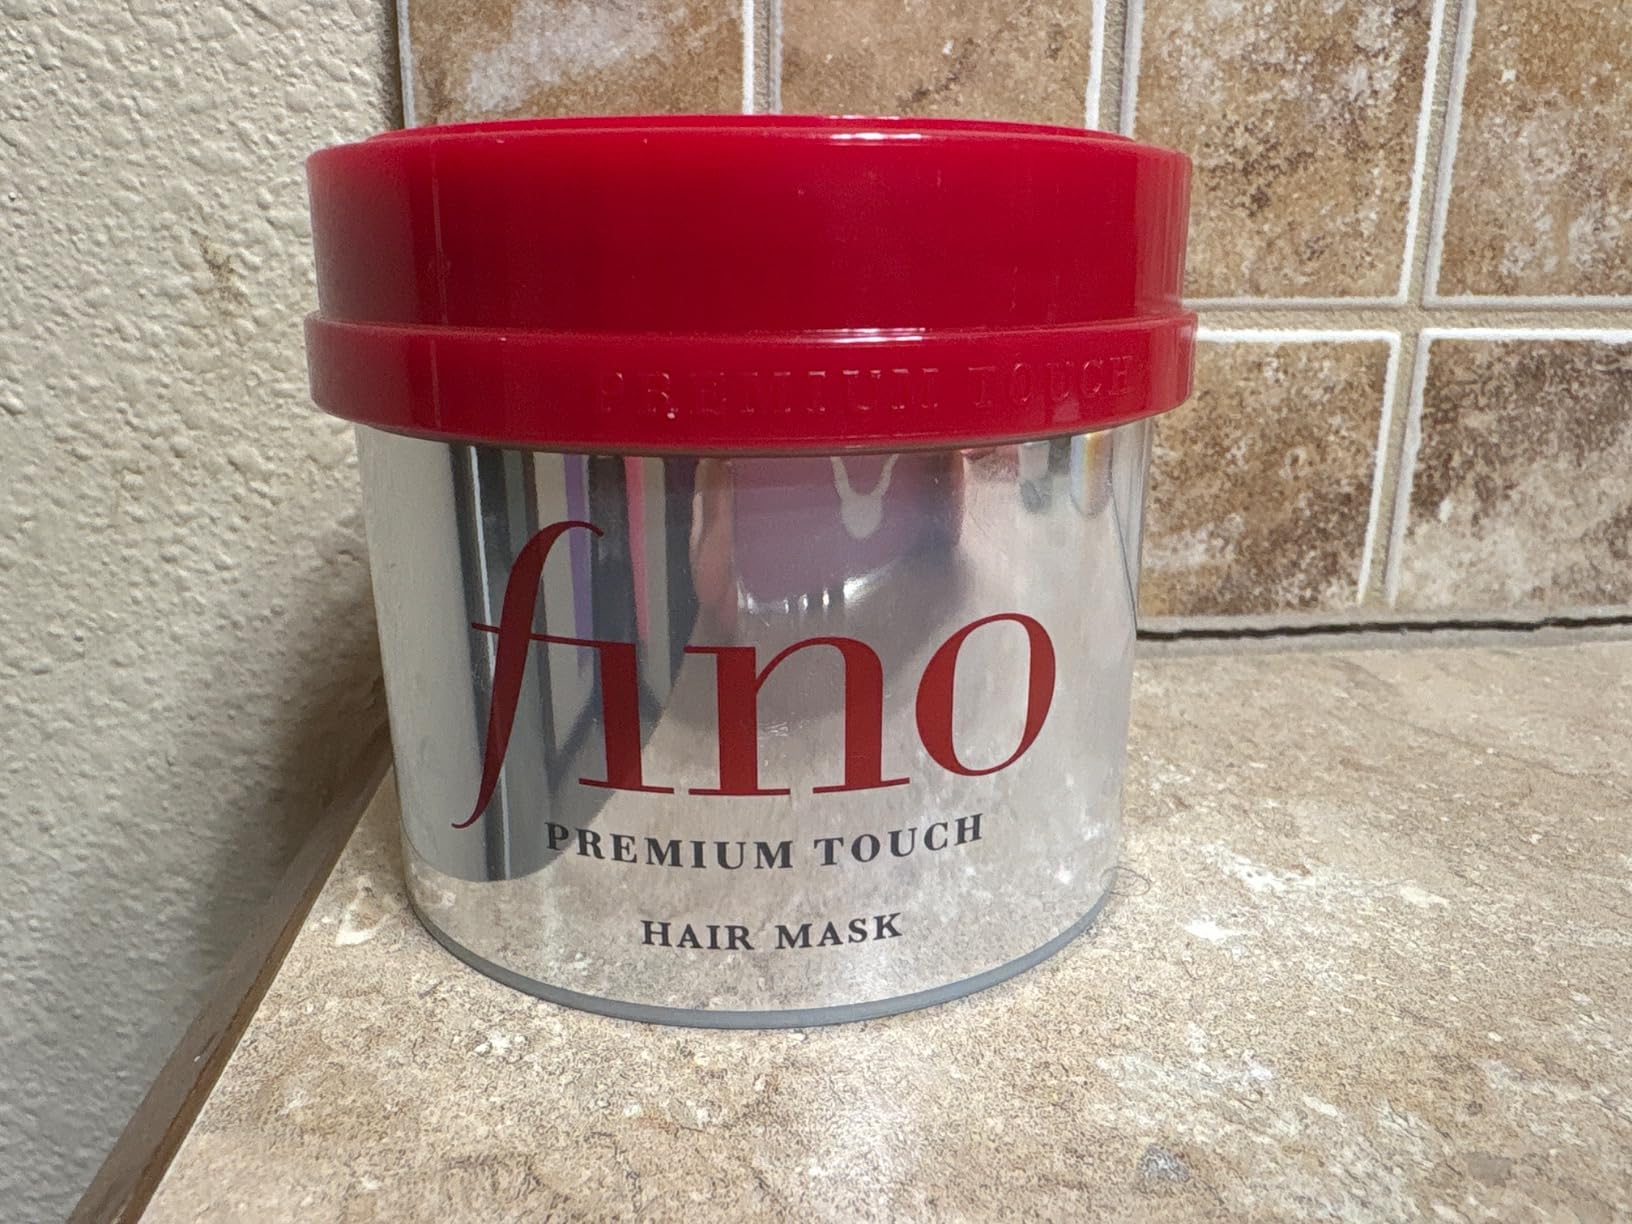 PREMIUM TOUCH
fino
PREMIUM TOUCH
HAIR MASK